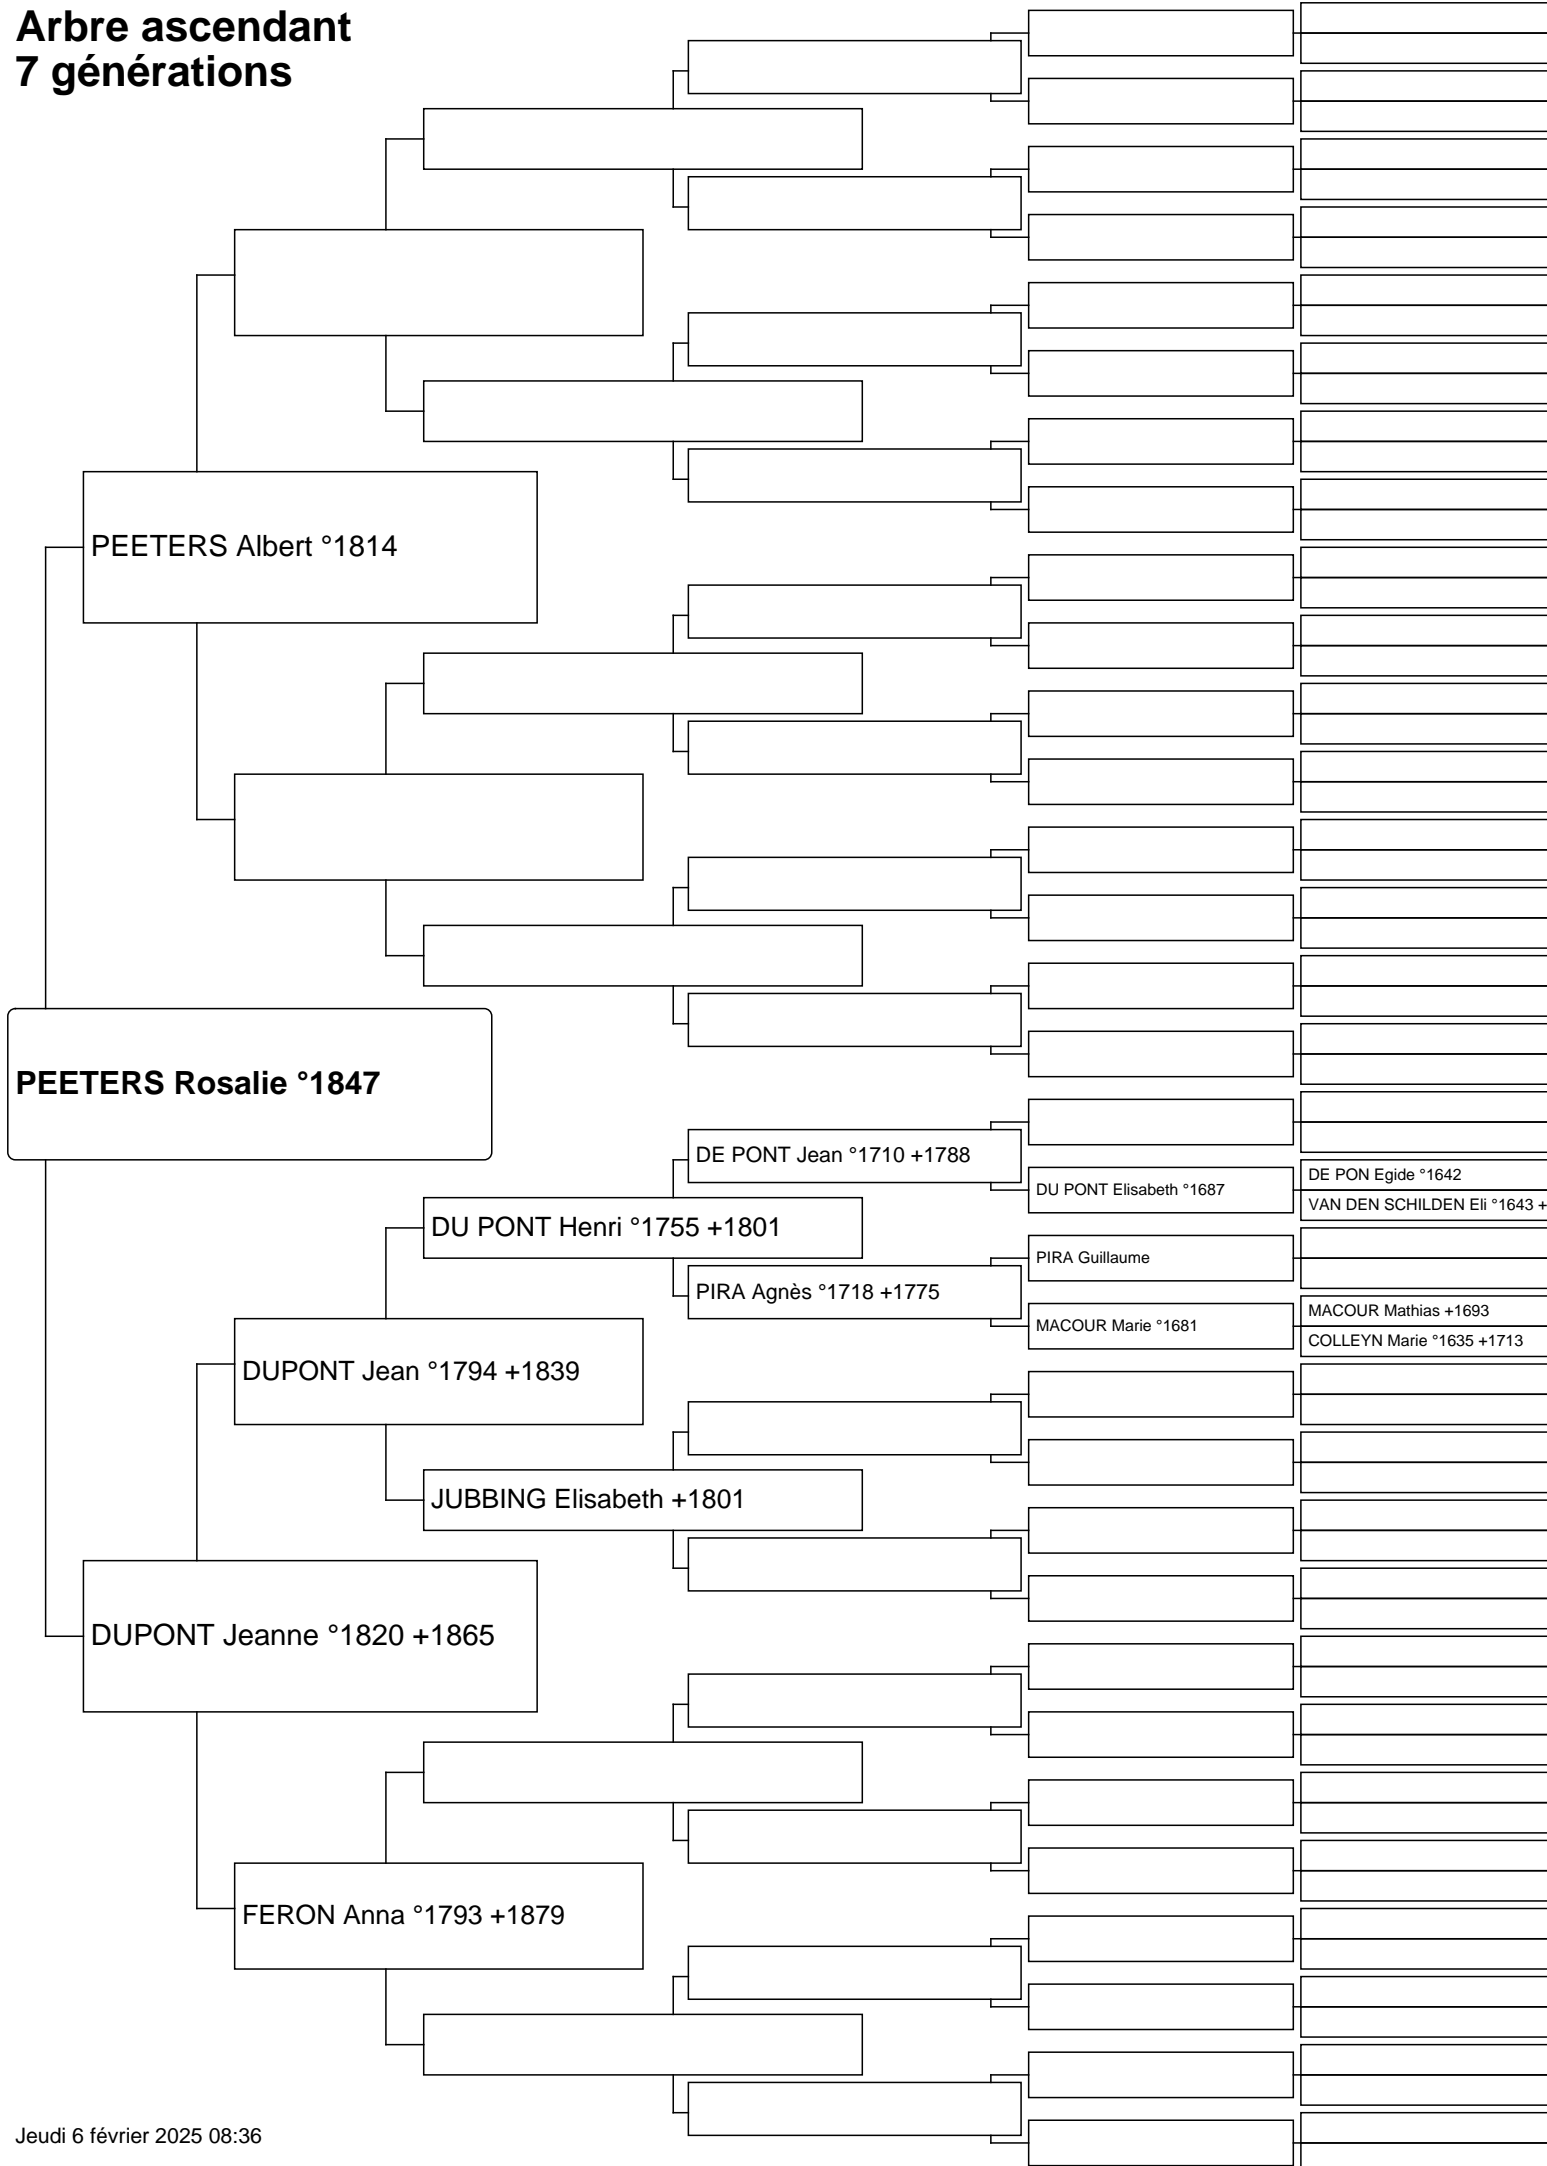 Arbre ascendant
7 générations
PEETERS Albert °1814
PEETERS Rosalie °1847
DE PONT Jean °1710 +1788
DU PONT Elisabeth °1687
DE PON Egide °1642
VAN DEN SCHILDEN Eli °1643 +
DU PONT Henri °1755 +1801
PIRA Guillaume
PIRA Agnès °1718 +1775
MACOUR Marie °1681
MACOUR Mathias +1693
COLLEYN Marie °1635 +1713
DUPONT Jean °1794 +1839
JUBBING Elisabeth +1801
DUPONT Jeanne °1820 +1865
FERON Anna °1793 +1879
Jeudi 6 février 2025 08:36